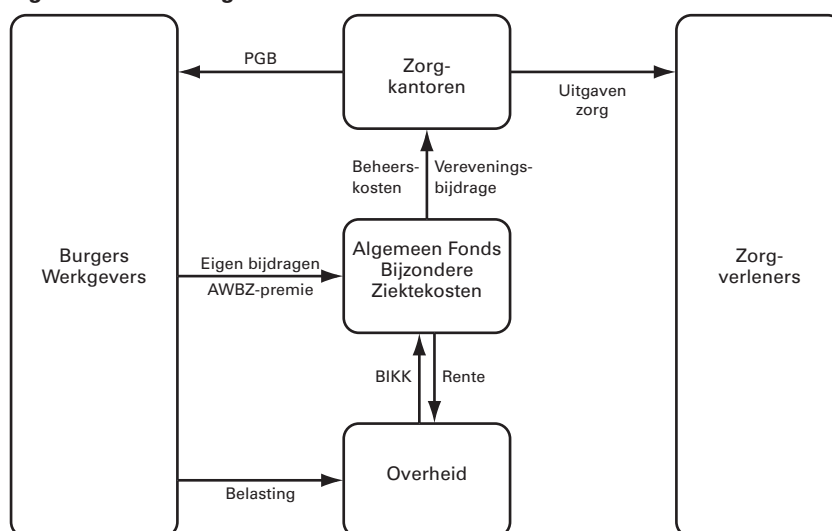 PGB
Zorg-
kantoren
Uitgaven
zorg
Beheers-
kosten
Verevenings-
bijdrage
Burgers
Werkgevers
Eigen bijdragen
AWBZ-premie
Algemeen Fonds
Bijzondere
Ziektekosten
Zorg-
verleners
BIKK
Rente
Overheid
Belasting